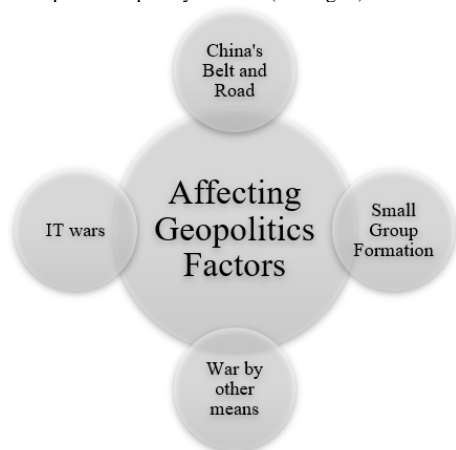 China's
Belt and
Road
Affecting
Geopolitics
Factors
IT wars
Small
Group
Formation
War by
other
means